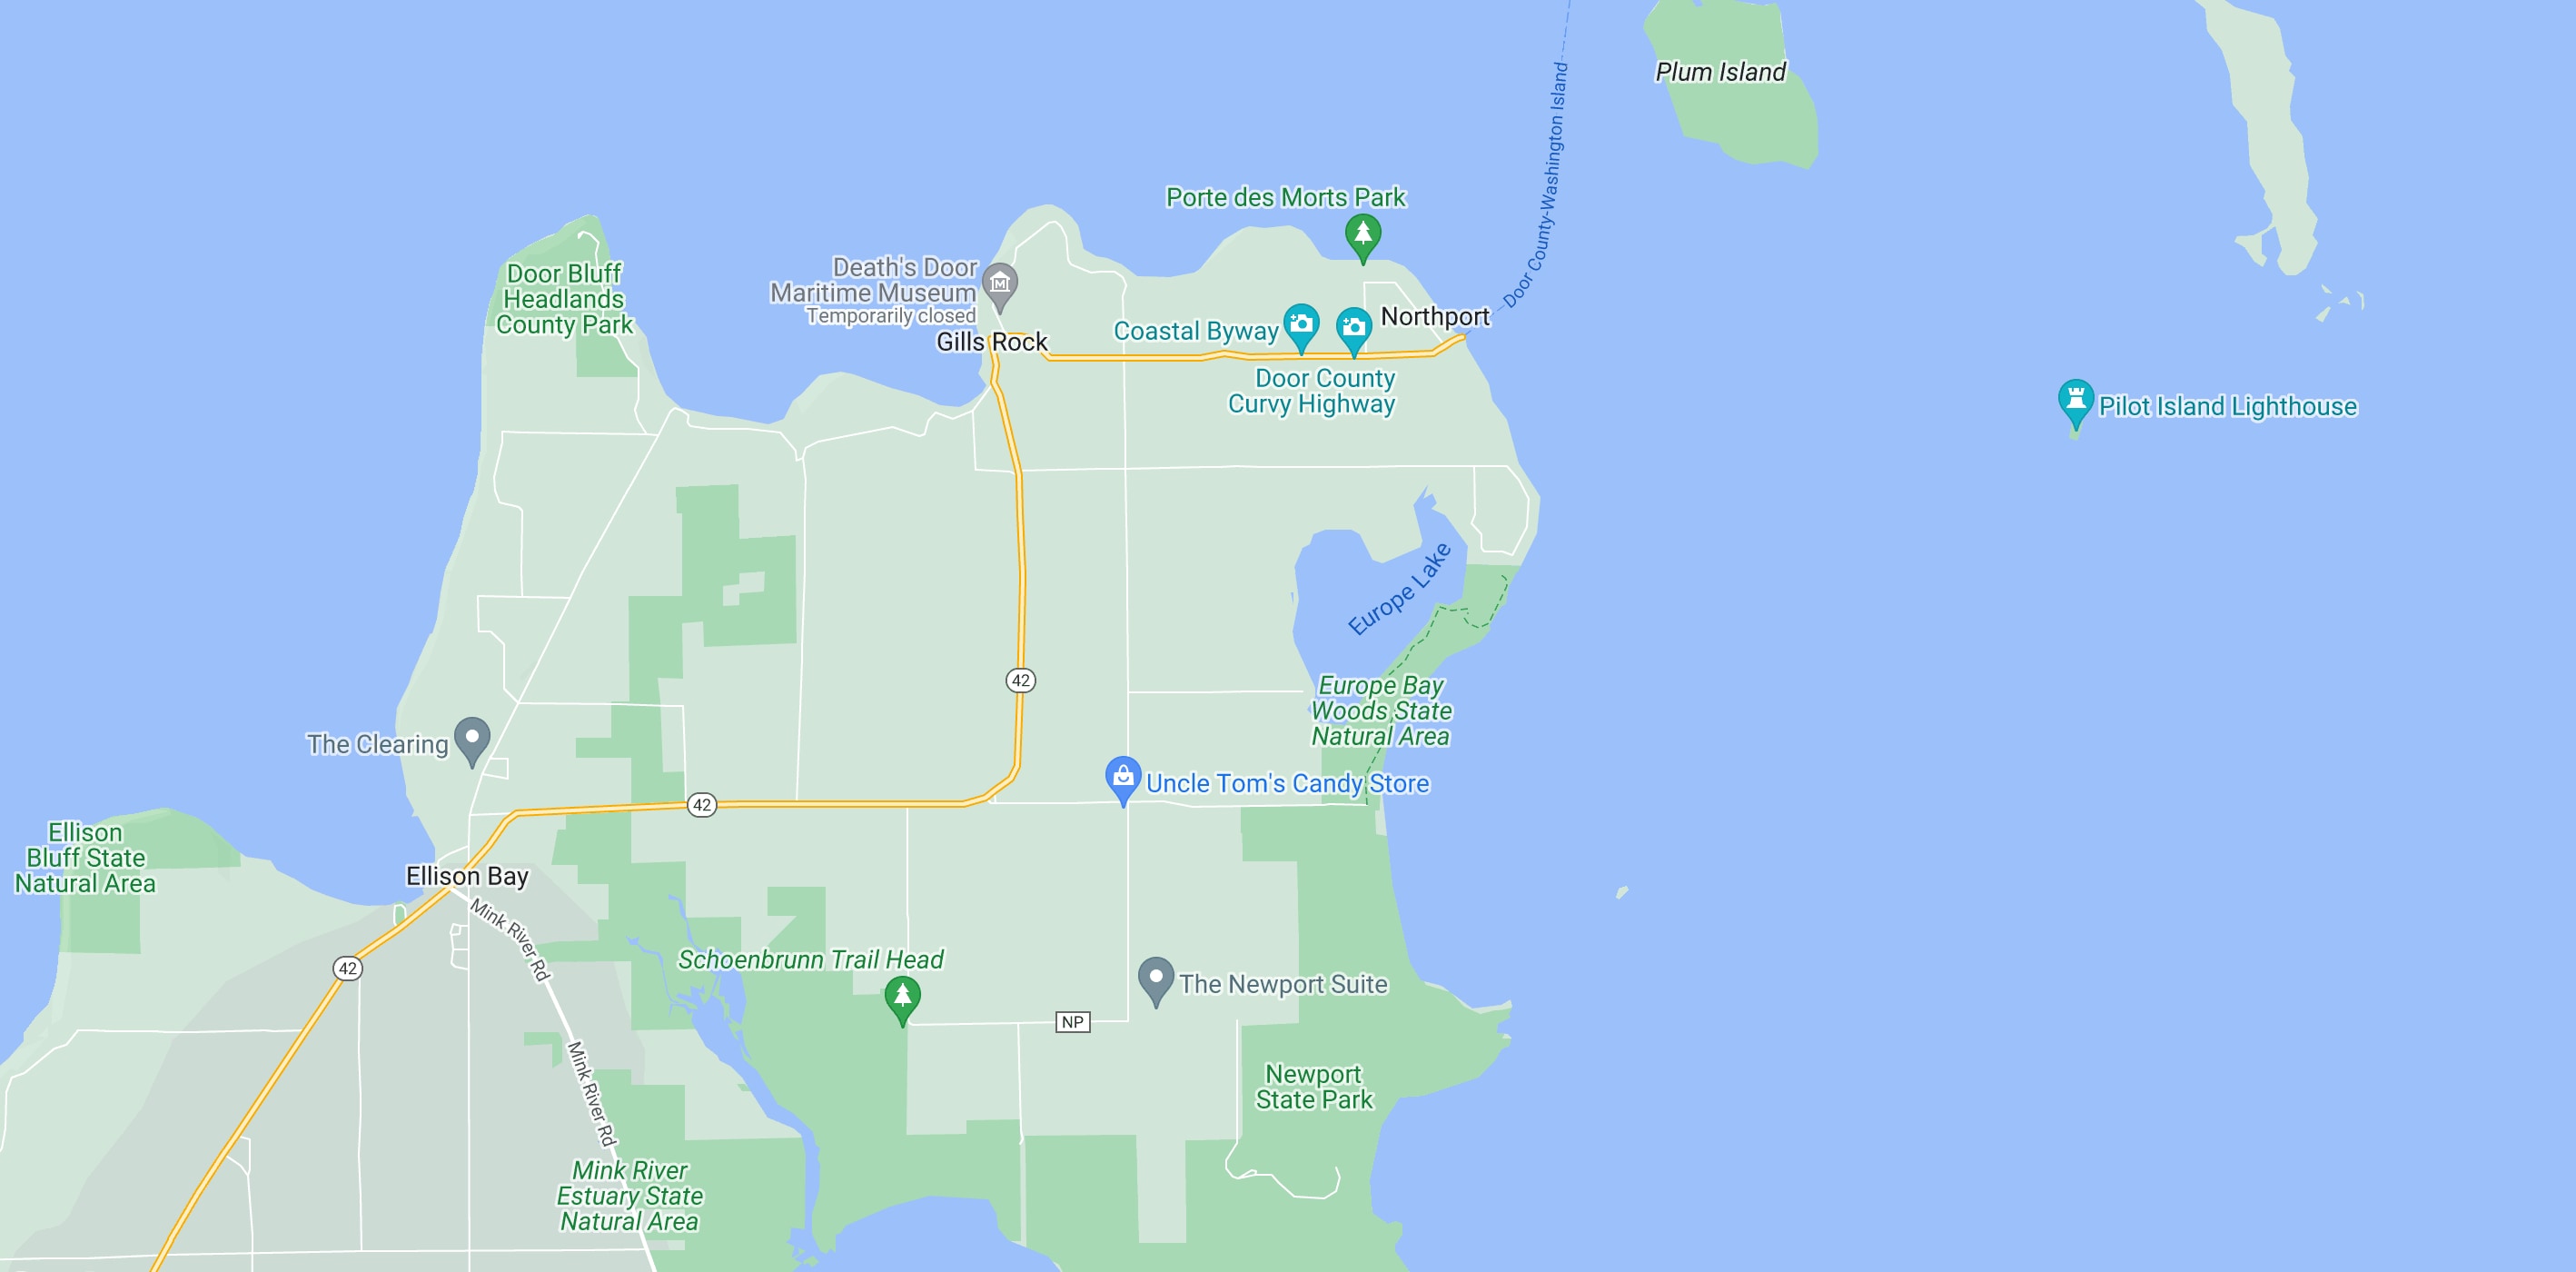 Plum Island
Door County-Washington Island
Porte des Morts Park
Door Bluff
Headlands
County Park
Death's Door
Maritime Museum
Temporarily closed
Gills Rock
Coastal Byway
Northport
Door County
Curvy Highway
Pilot Island Lighthouse
Europe Lake
42
Europe Bay
Woods State
Natural Area
The Clearing
Uncle Tom's Candy Store
42
Ellison
Bluff State
Natural Area
Ellison Bay
Mink River Rd
42
Schoenbrunn Trail Head
The Newport Suite
NP
Mink River Rd
Newport
State Park
Mink River
Estuary State
Natural Area